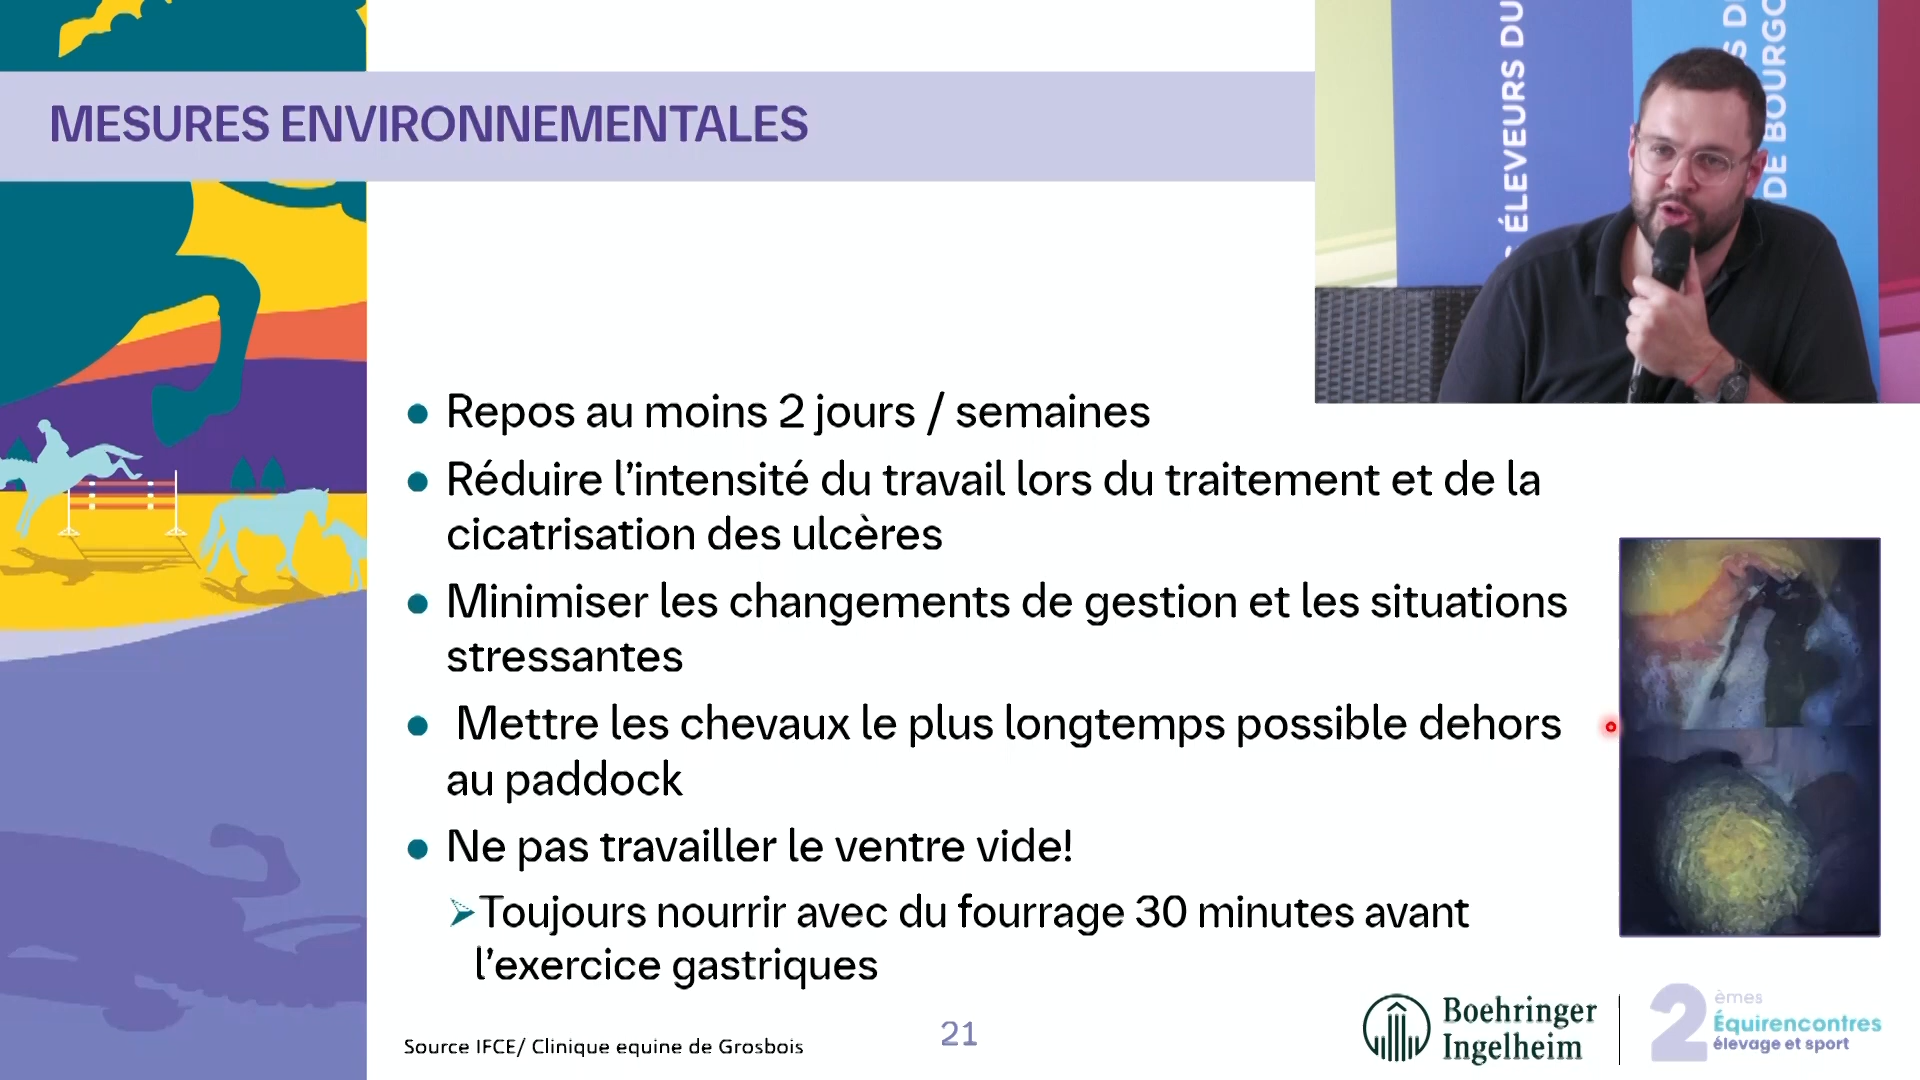 MESURES ENVIRONNEMENTALES
ÉLEVEURS DU
DE BOURGO
Repos au moins 2 jours / semaines
Réduire l'intensité du travail lors du traitement et de la
cicatrisation des ulcères
Minimiser les changements de gestion et les situations
stressantes
Mettre les chevaux le plus longtemps possible dehors
au paddock
Ne pas travailler le ventre vide!
Toujours nourrir avec du fourrage 30 minutes avant
l'exercice gastriques
Source IFCE/ Clinique equine de Grosbois
21
Boehringer
Ingelheim
2èmes
Équirencontres
élevage et sport